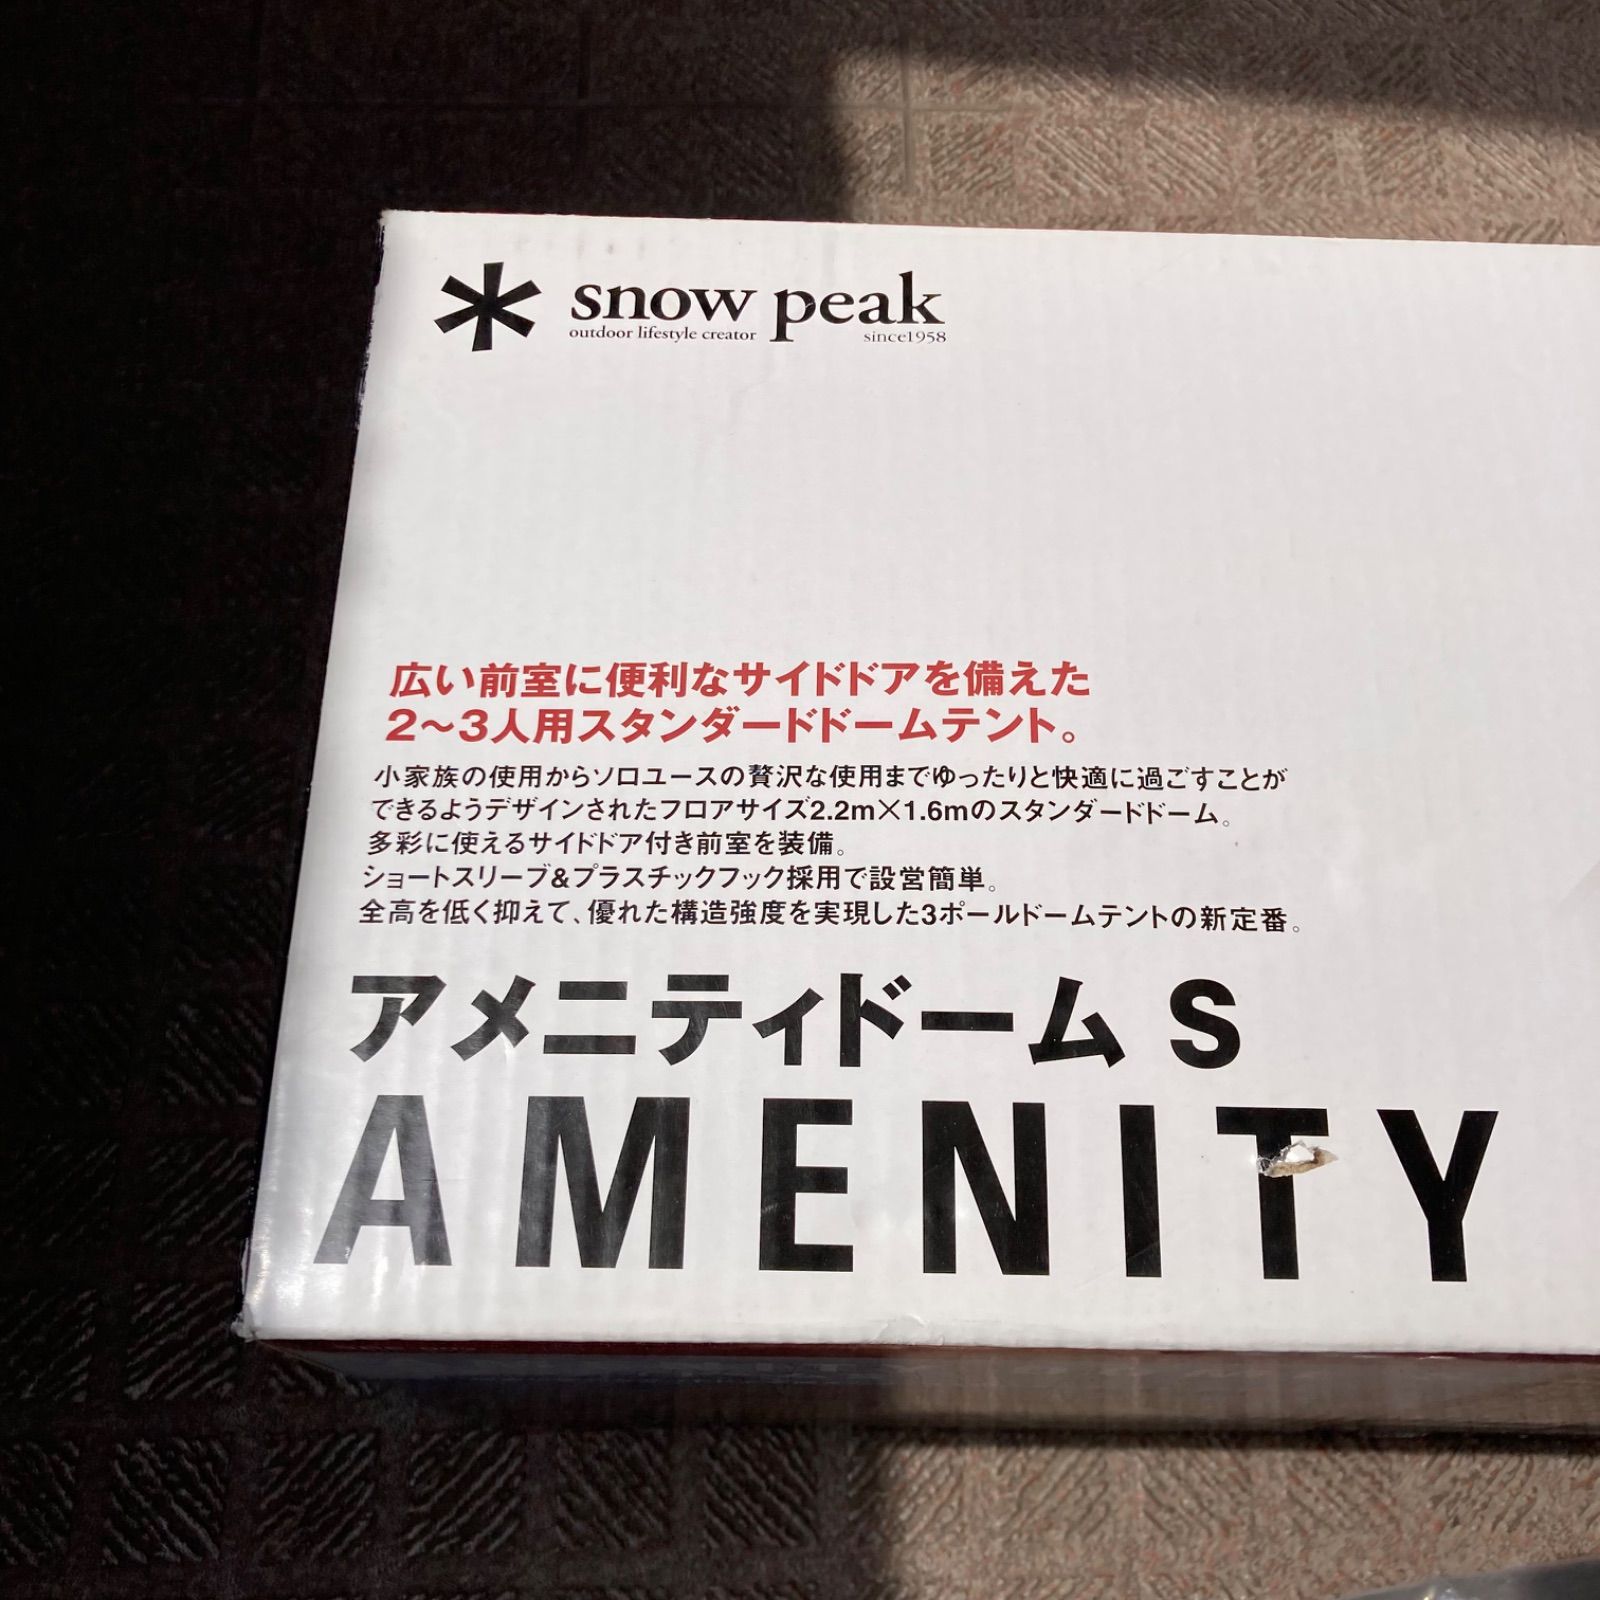 snow peak
outdoor lifestyle creator
since1958
広い前室に便利なサイドドアを備えた
2〜3人用スタンダードドームテント。
小家族の使用からソロユースの贅沢な使用までゆったりと快適に過ごすことが
できるようデザインされたフロアサイズ2.2m×1.6mのスタンダードドーム。
多彩に使えるサイドドア付き前室を装備。
ショートスリーブ&プラスチックフック採用で設営簡単。
全高を低く抑えて、優れた構造強度を実現した3ポールドームテントの新定番。
アメニティドーム S
AMENITY